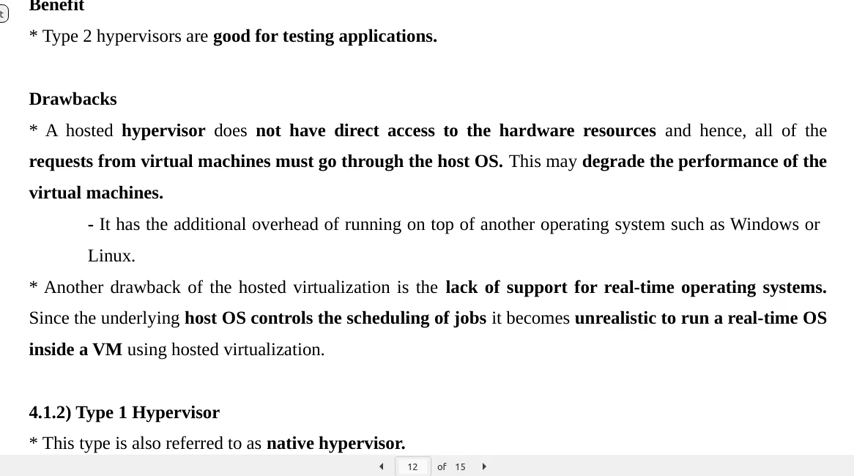 Benefit
t
* Type 2 hypervisors are good for testing applications.
Drawbacks
* A hosted hypervisor does not have direct access to the hardware resources and hence, all of the
requests from virtual machines must go through the host OS. This may degrade the performance of the
virtual machines.
- It has the additional overhead of running on top of another operating system such as Windows or
Linux.
* Another drawback of the hosted virtualization is the lack of support for real-time operating systems.
Since the underlying host OS controls the scheduling of jobs it becomes unrealistic to run a real-time OS
inside a VM using hosted virtualization.
4.1.2) Type 1 Hypervisor
* This type is also referred to as native hypervisor.
12 of 15